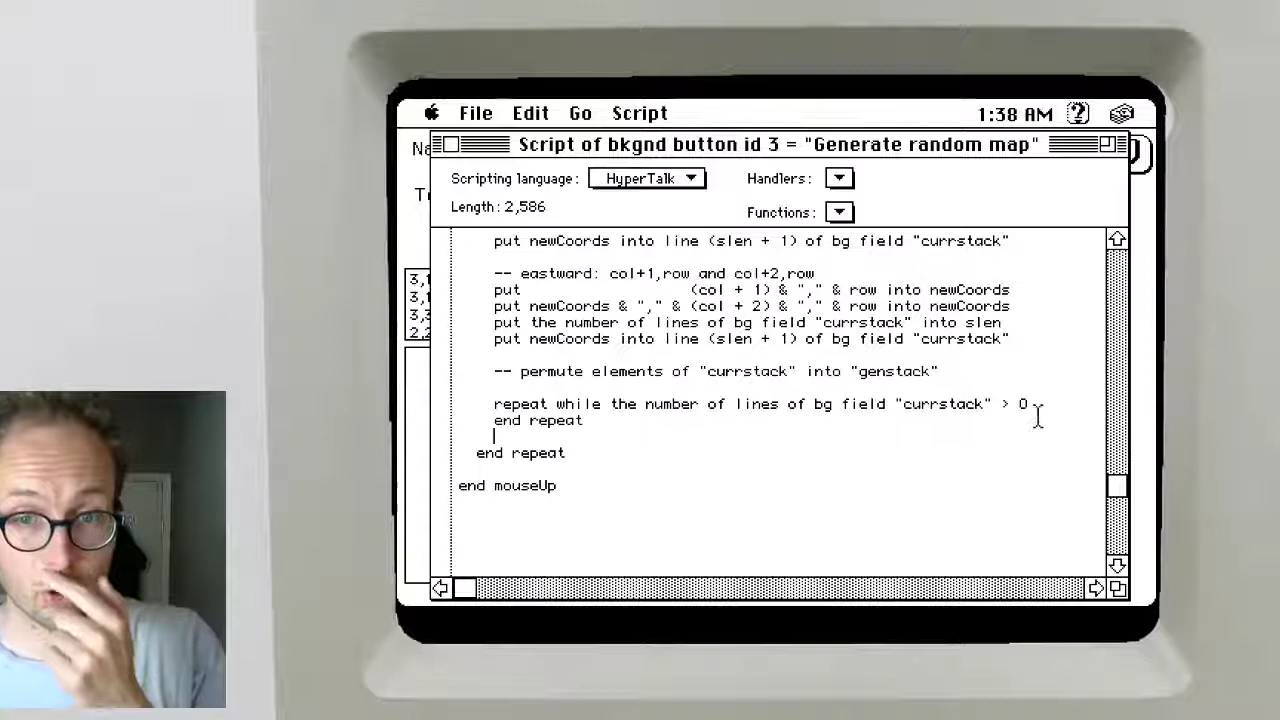 File Edit Go Script 1:38 AM
Script of bkgnd button id 3 = "Generate random map"
Scripting language: HyperTalk Handlers:
Length: 2,586
Functions:
put newCoords into line (slen + 1) of bg field "currstack"
-- eastward: col+1,row and col+2,row
put (col + 1) & "," & row into newCoords
put newCoords & "," & (col + 2) & "," & row into newCoords
put the number of lines of bg field "currstack" into slen
put newCoords into line (slen + 1) of bg field "currstack"
-- permute elements of "currstack" into "genstack"
repeat while the number of lines of bg field "currstack" > 0
end repeat
end repeat
end mouseUp